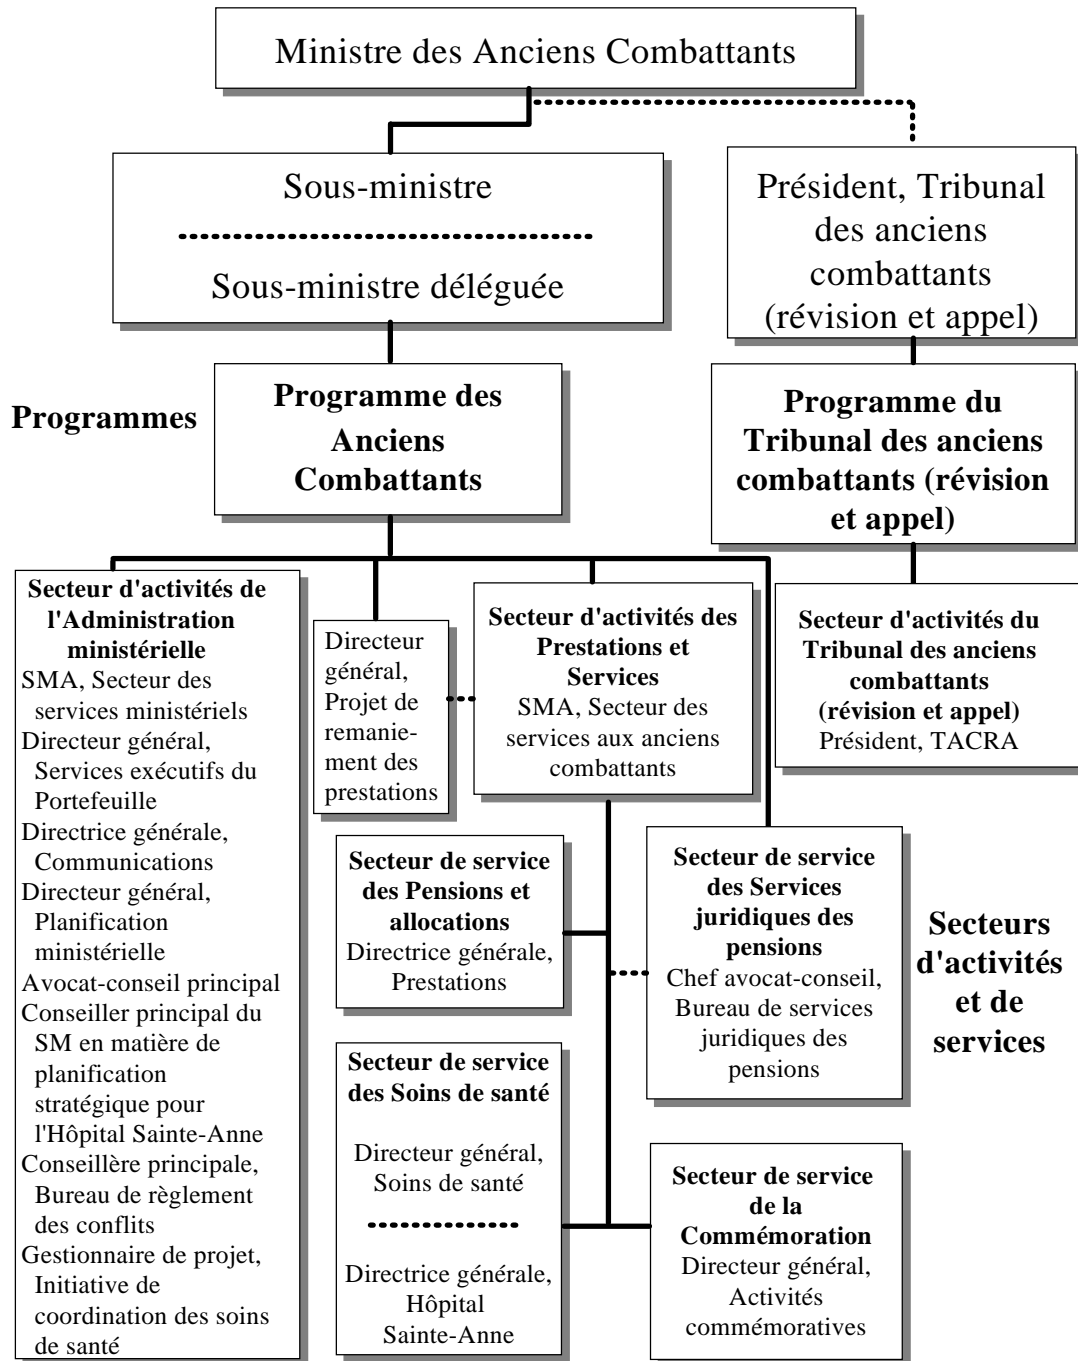 Ministre des Anciens Combattants
Sous-ministre
Sous-ministre déléguée
Président, Tribunal
des anciens
combattants
(révision et appel)
Programmes
Programme des
Anciens
Combattants
Programme du
Tribunal des anciens
combattants (révision
et appel)
Secteur d'activités de
l'Administration
ministérielle
SMA, Secteur des
services ministériels
Directeur général,
Services exécutifs du
Portefeuille
Directrice générale,
Communications
Directeur général,
Planification
ministérielle
Avocat-conseil principal
Conseiller principal du
SM en matière de
planification
stratégique pour
l'Hôpital Sainte-Anne
Conseillère principale,
Bureau de règlement
des conflits
Gestionnaire de projet,
Initiative de
coordination des soins
de santé
Directeur
général,
Projet de
remanie-
ment des
prestations
Secteur d'activités des
Prestations et
Services
SMA, Secteur des
services aux anciens
combattants
Secteur d'activités du
Tribunal des anciens
combattants
(révision et appel)
Président, TACRA
Secteur de service
des Pensions et
allocations
Directrice générale,
Prestations
Secteur de service
des Services
juridiques des
pensions
Chef avocat-conseil,
Bureau de services
juridiques des
pensions
Secteurs
d'activités
et de
services
Secteur de service
des Soins de santé
Directeur général,
Soins de santé
Directrice générale,
Hôpital
Sainte-Anne
Secteur de service
de la
Commémoration
Directeur général,
Activités
commémoratives